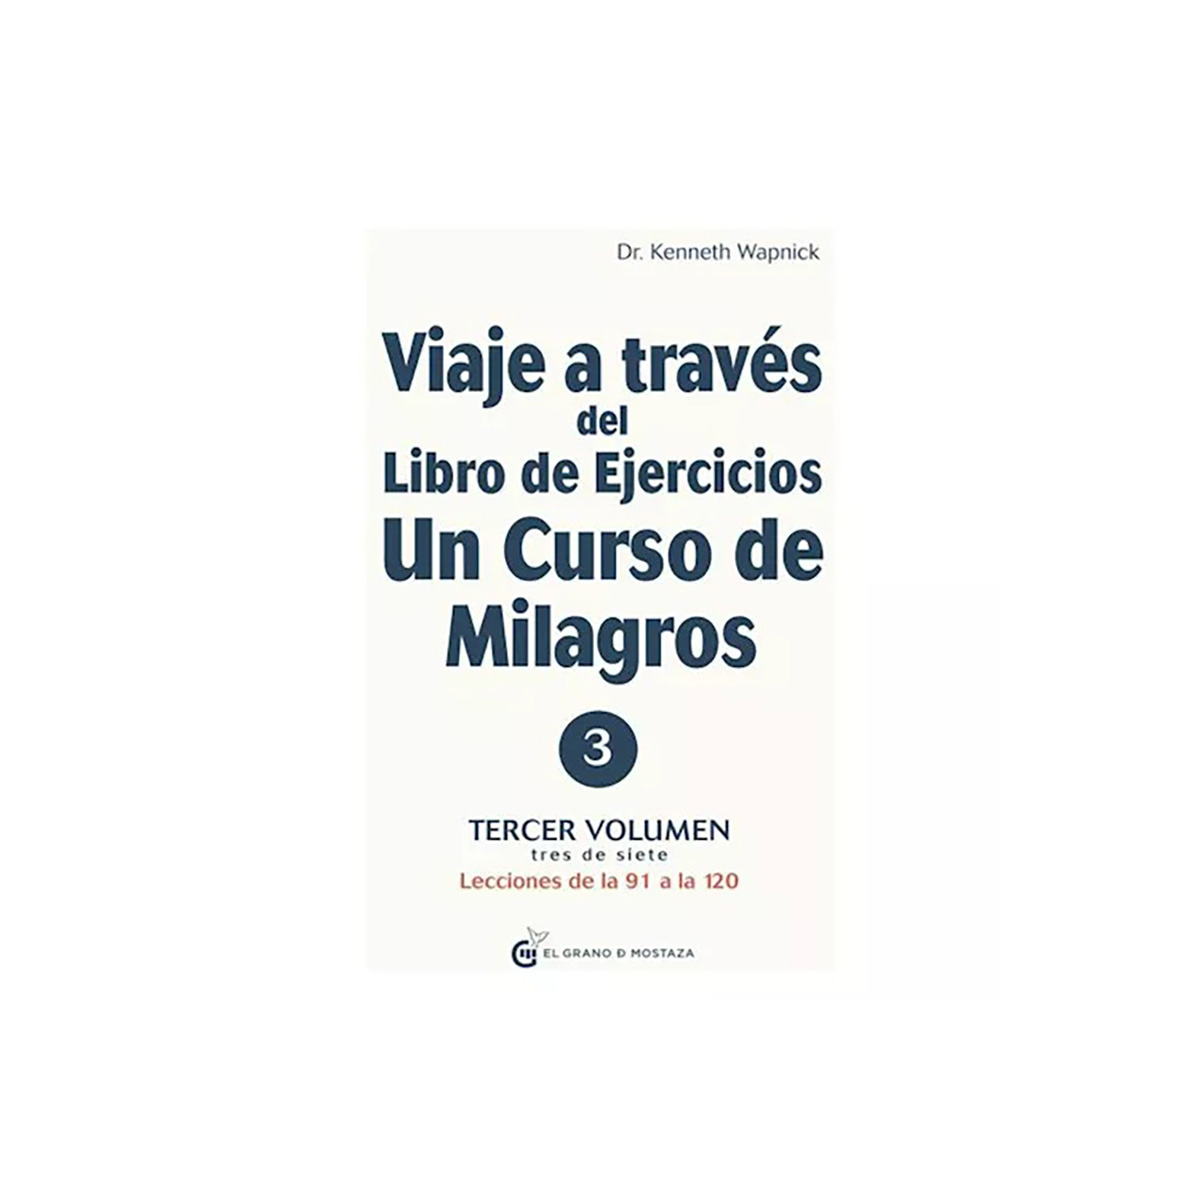 Dr. Kenneth Wapnick
Viaje a través
del
Libro de Ejercicios
Un Curso de
Milagros
3
TERCER VOLUMEN
tres de siete
Lecciones de la 91 a la 120
EL GRANO D MOSTAZA